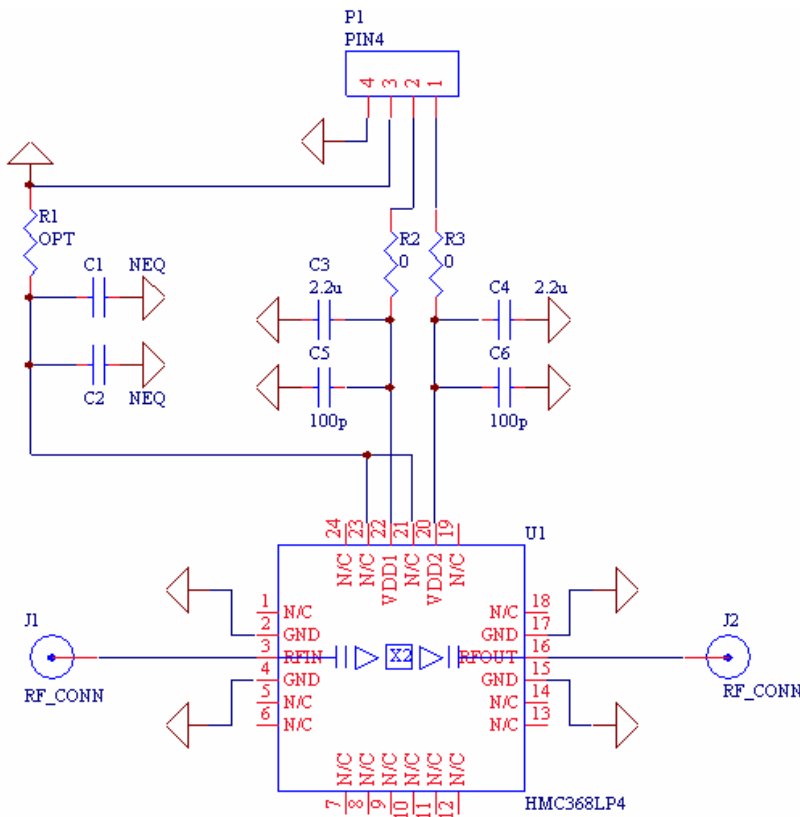 P1
PIN4
4 3 2 1
R1
OPT
R2
0
R3
0
C1 NEQ
C3
2.2u
C4 2.2u
C2 NEQ
C5
100p
C6
100p
24 23 22 21 20 19
N/C N/C VDD1 N/C VDD2 N/C
U1
1 N/C
2 GND
3 RFIN
4 GND
5 N/C
6 N/C
X2
N/C 18
GND 17
RFOUT 16
GND 15
N/C 14
N/C 13
J1
RF_CONN
J2
RF_CONN
N/C N/C N/C N/C N/C N/C
7 8 9 10 11 12
HMC368LP4